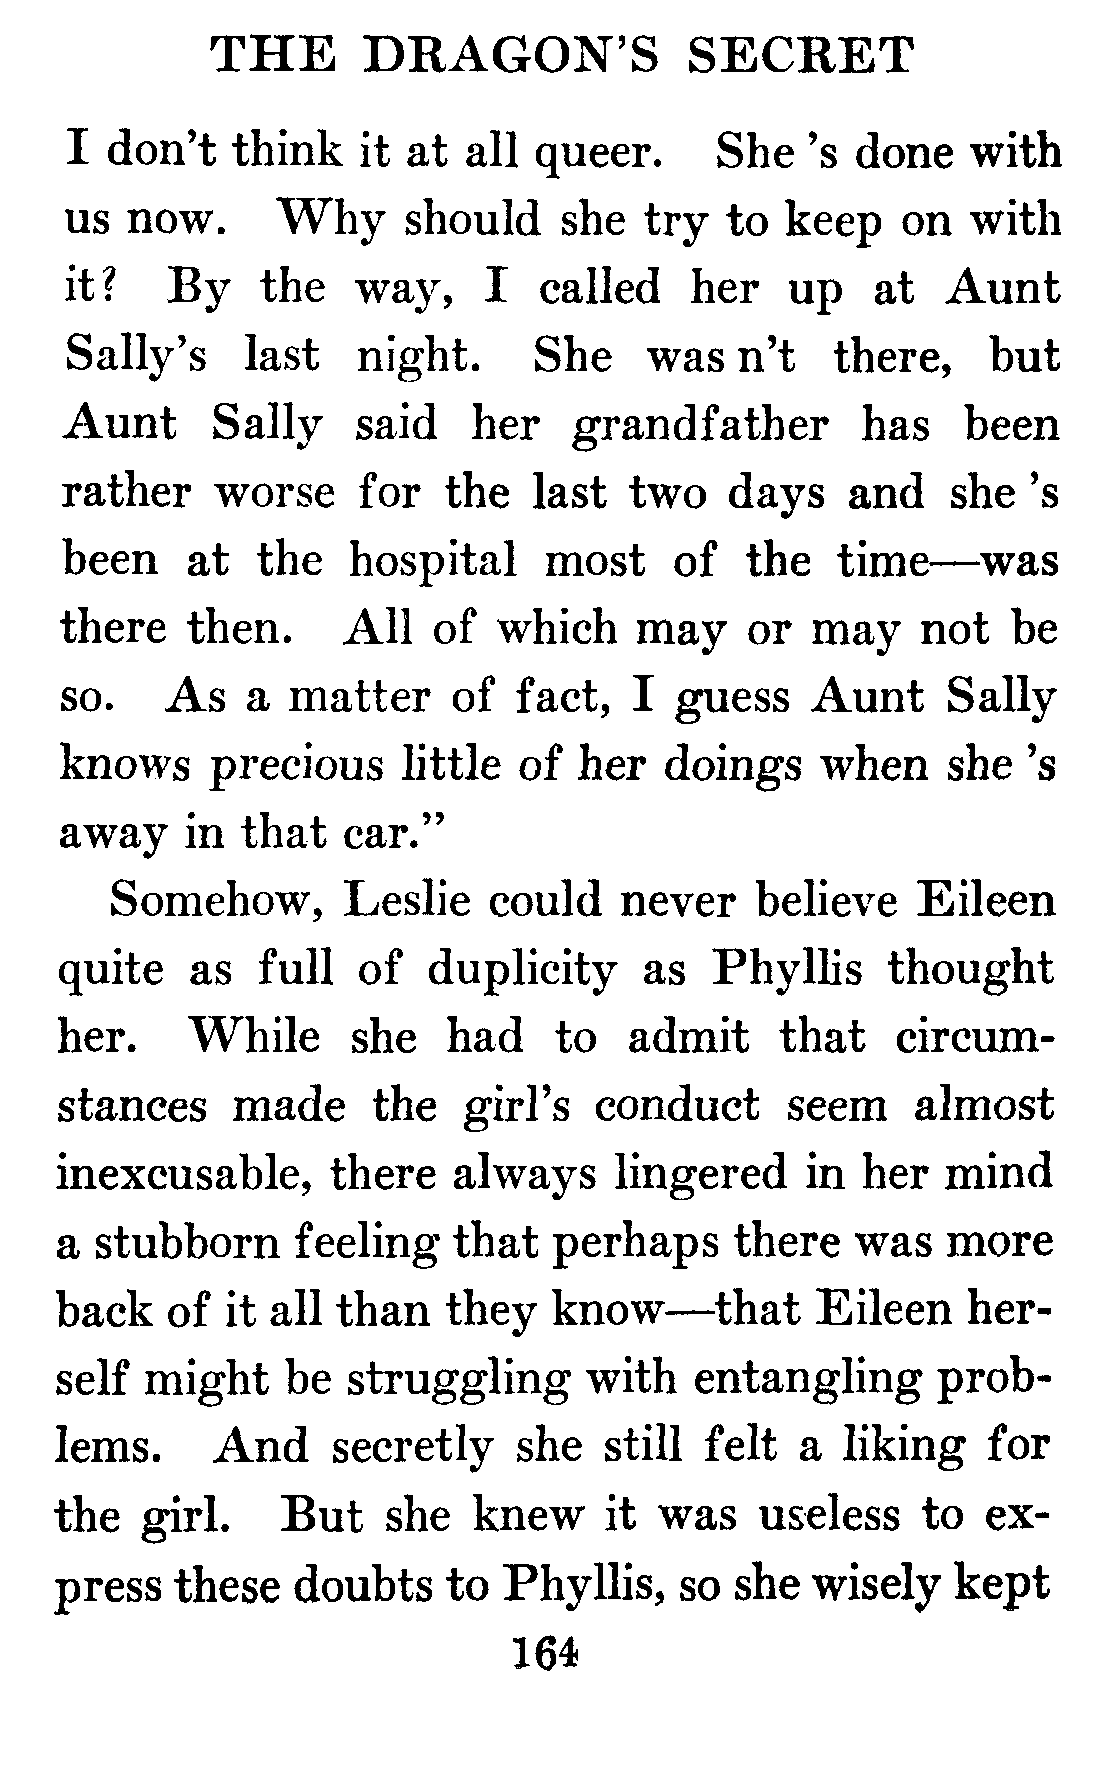 THE DRAGON'S SECRET
I don't think it at all queer. She 's done with
us now. Why should she try to keep on with
it? By the way, I called her up at Aunt
Sally's last night. She was n't there, but
Aunt Sally said her grandfather has been
rather worse for the last two days and she 's
been at the hospital most of the time—was
there then. All of which may or may not be
so. As a matter of fact, I guess Aunt Sally
knows precious little of her doings when she 's
away in that car.”
Somehow, Leslie could never believe Eileen
quite as full of duplicity as Phyllis thought
her. While she had to admit that circum-
stances made the girl's conduct seem almost
inexcusable, there always lingered in her mind
a stubborn feeling that perhaps there was more
back of it all than they know—that Eileen her-
self might be struggling with entangling prob-
lems. And secretly she still felt a liking for
the girl. But she knew it was useless to ex-
press these doubts to Phyllis, so she wisely kept
164